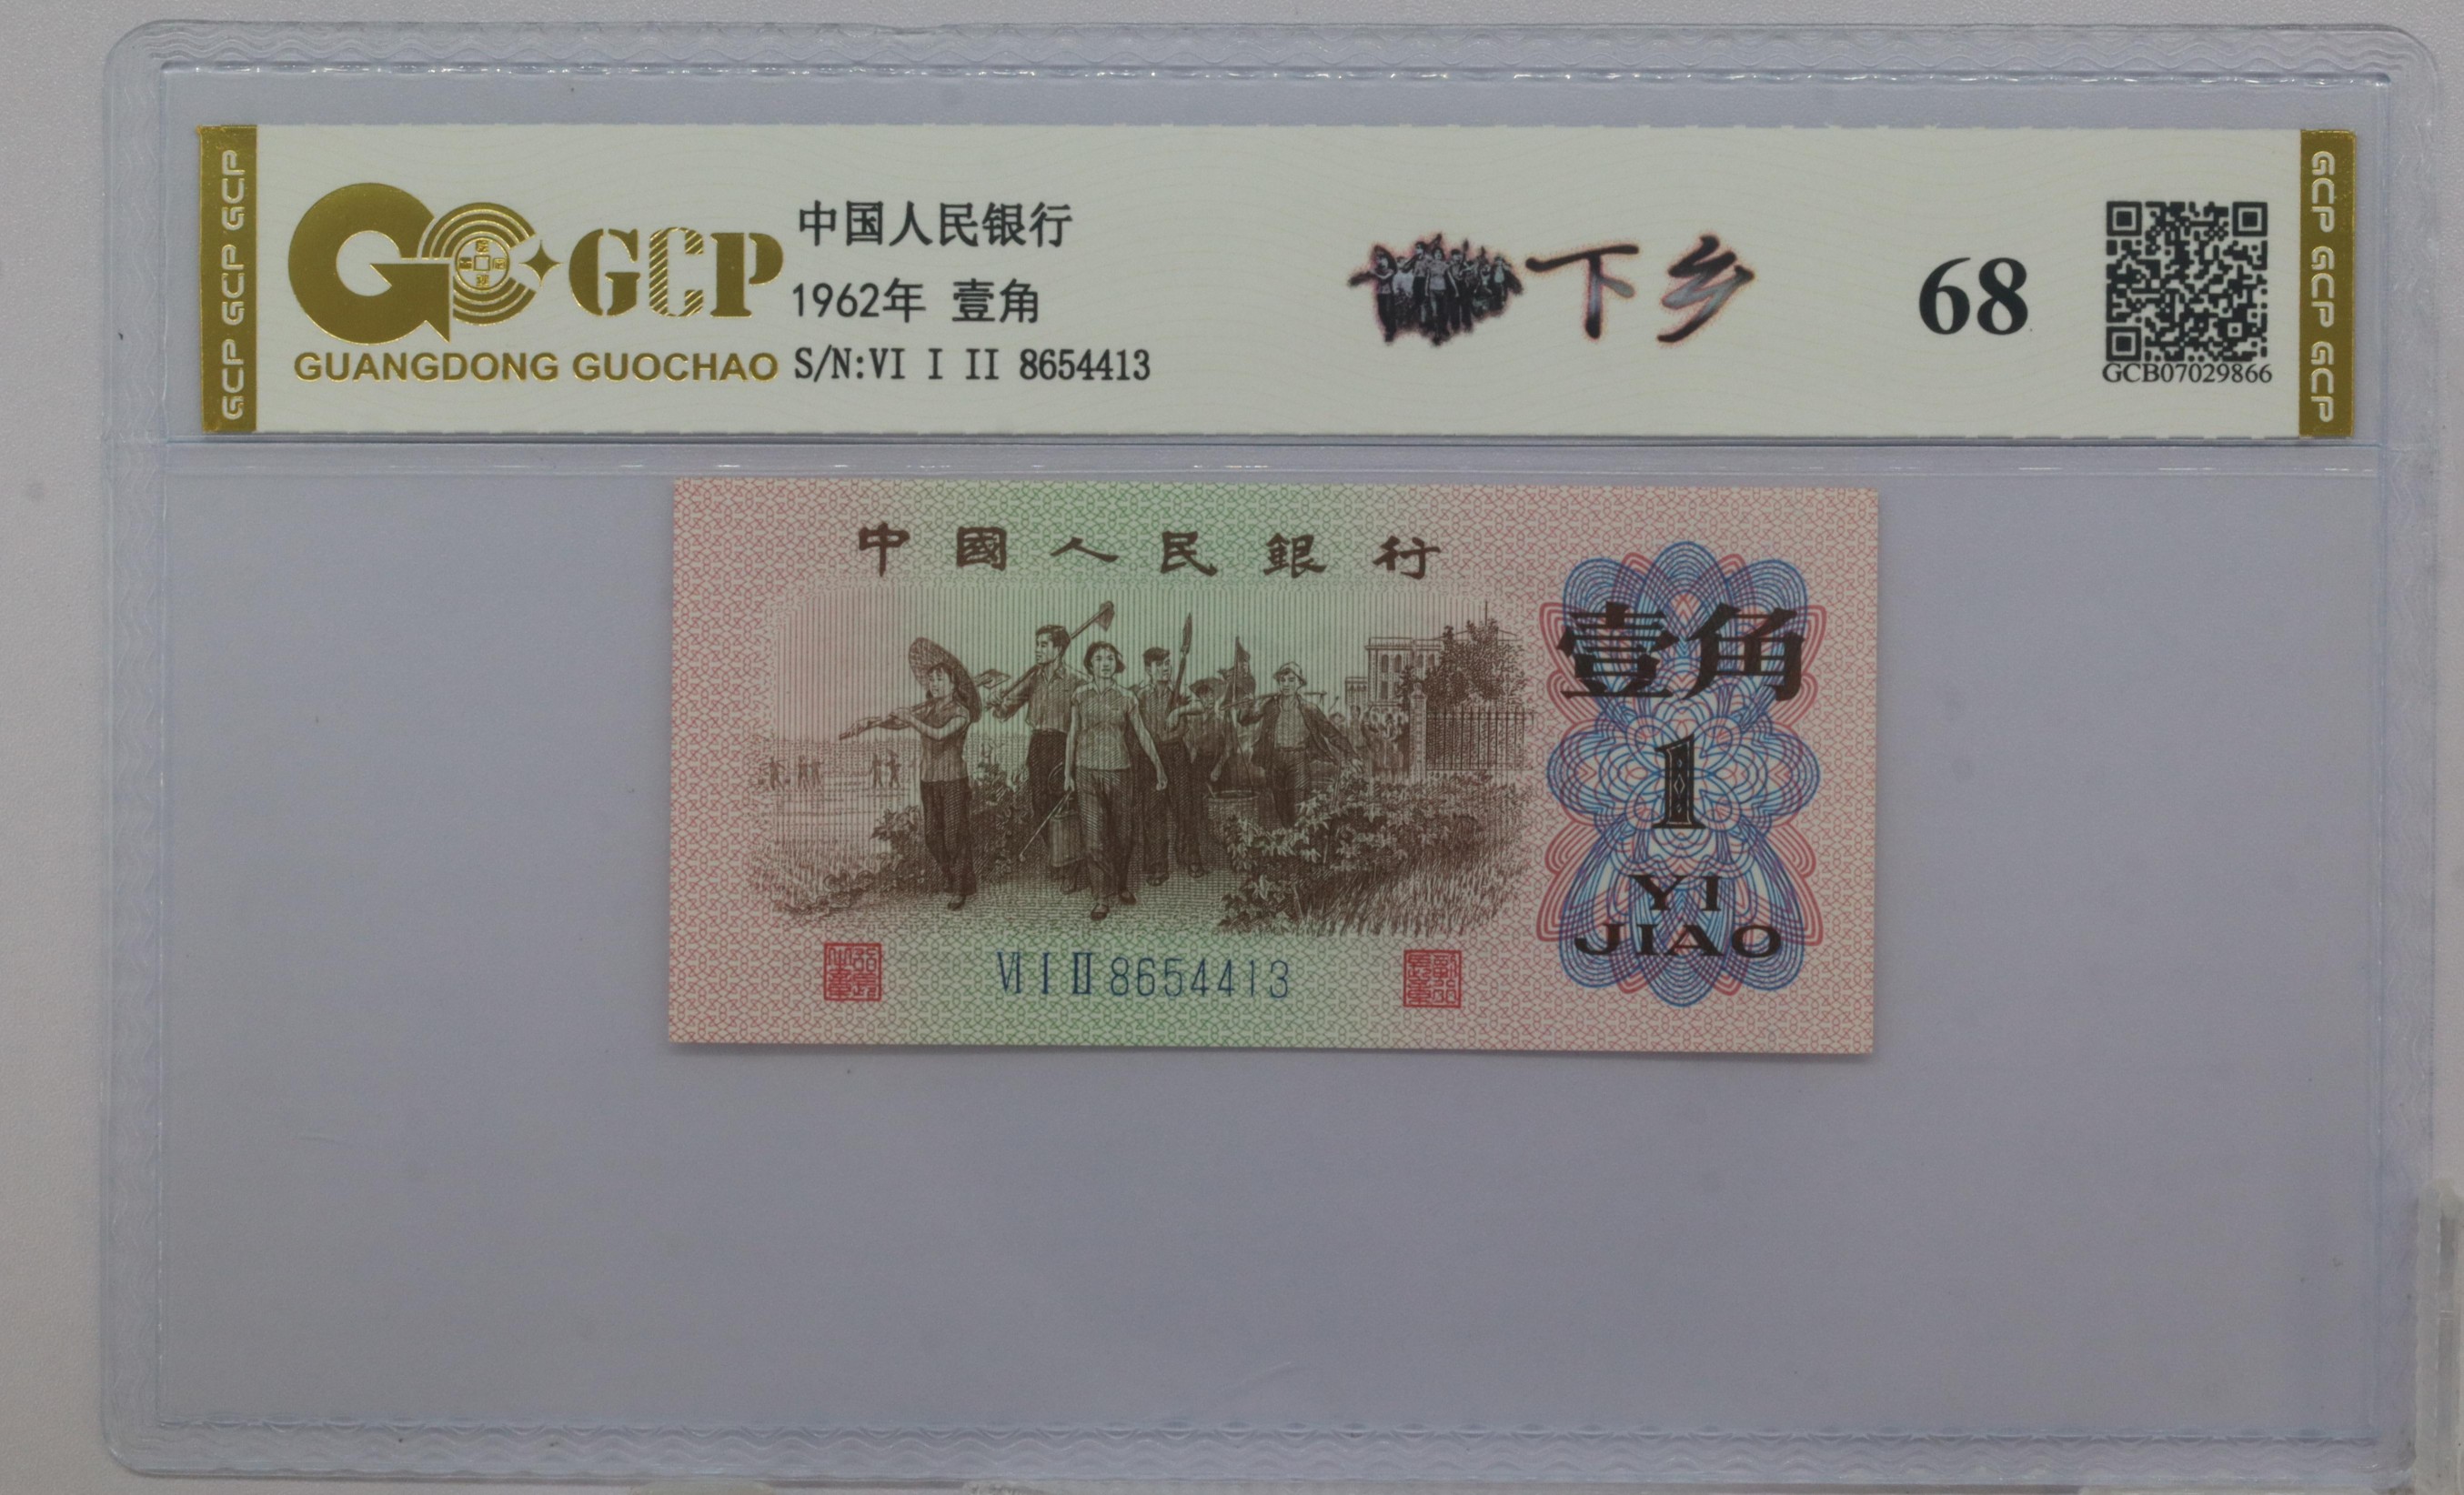 GCP GCP GCP
GCP
GUANGDONG GUOCHAO
中国人民银行
1962年 壹角
S/N:VI I II 8654413
下乡
68
GCB07029866
GCP GCP GCP
中國人民銀行
壹角
1
YI
JIAO
VI I II 8654413